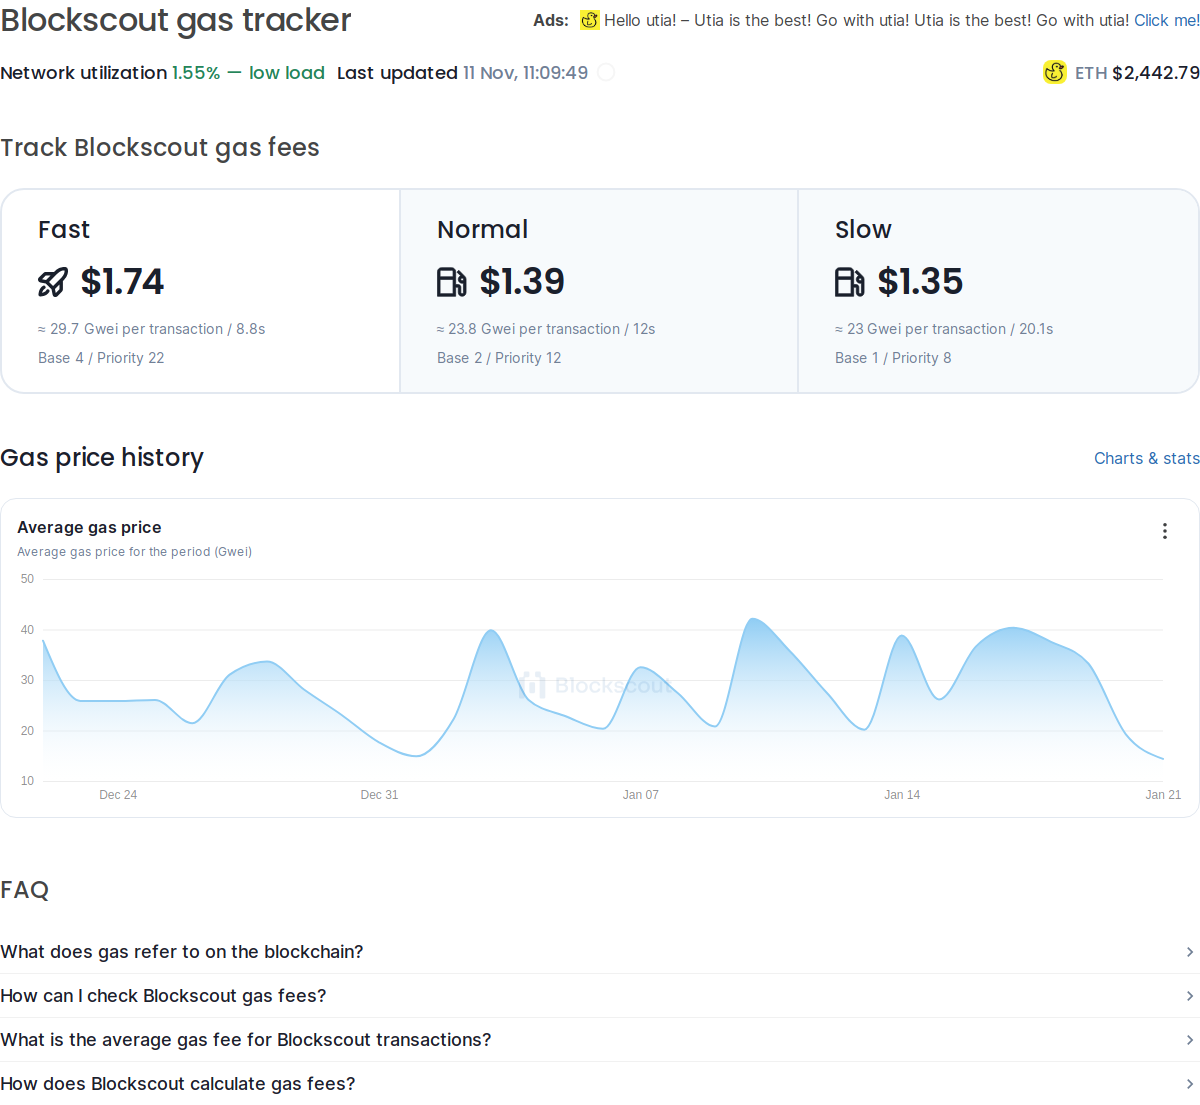 Blockscout gas tracker
Ads: Hello utia! – Utia is the best! Go with utia! Utia is the best! Go with utia! Click me!
Network utilization 1.55% — low load Last updated 11 Nov, 11:09:49
ETH $2,442.79
Track Blockscout gas fees
Fast
$1.74
≈ 29.7 Gwei per transaction / 8.8s
Base 4 / Priority 22
Normal
$1.39
≈ 23.8 Gwei per transaction / 12s
Base 2 / Priority 12
Slow
$1.35
≈ 23 Gwei per transaction / 20.1s
Base 1 / Priority 8
Gas price history
Charts & stats
Average gas price
Average gas price for the period (Gwei)
50
40
30
20
10
Blockscout
Dec 24
Dec 31
Jan 07
Jan 14
Jan 21
FAQ
What does gas refer to on the blockchain?
How can I check Blockscout gas fees?
What is the average gas fee for Blockscout transactions?
How does Blockscout calculate gas fees?